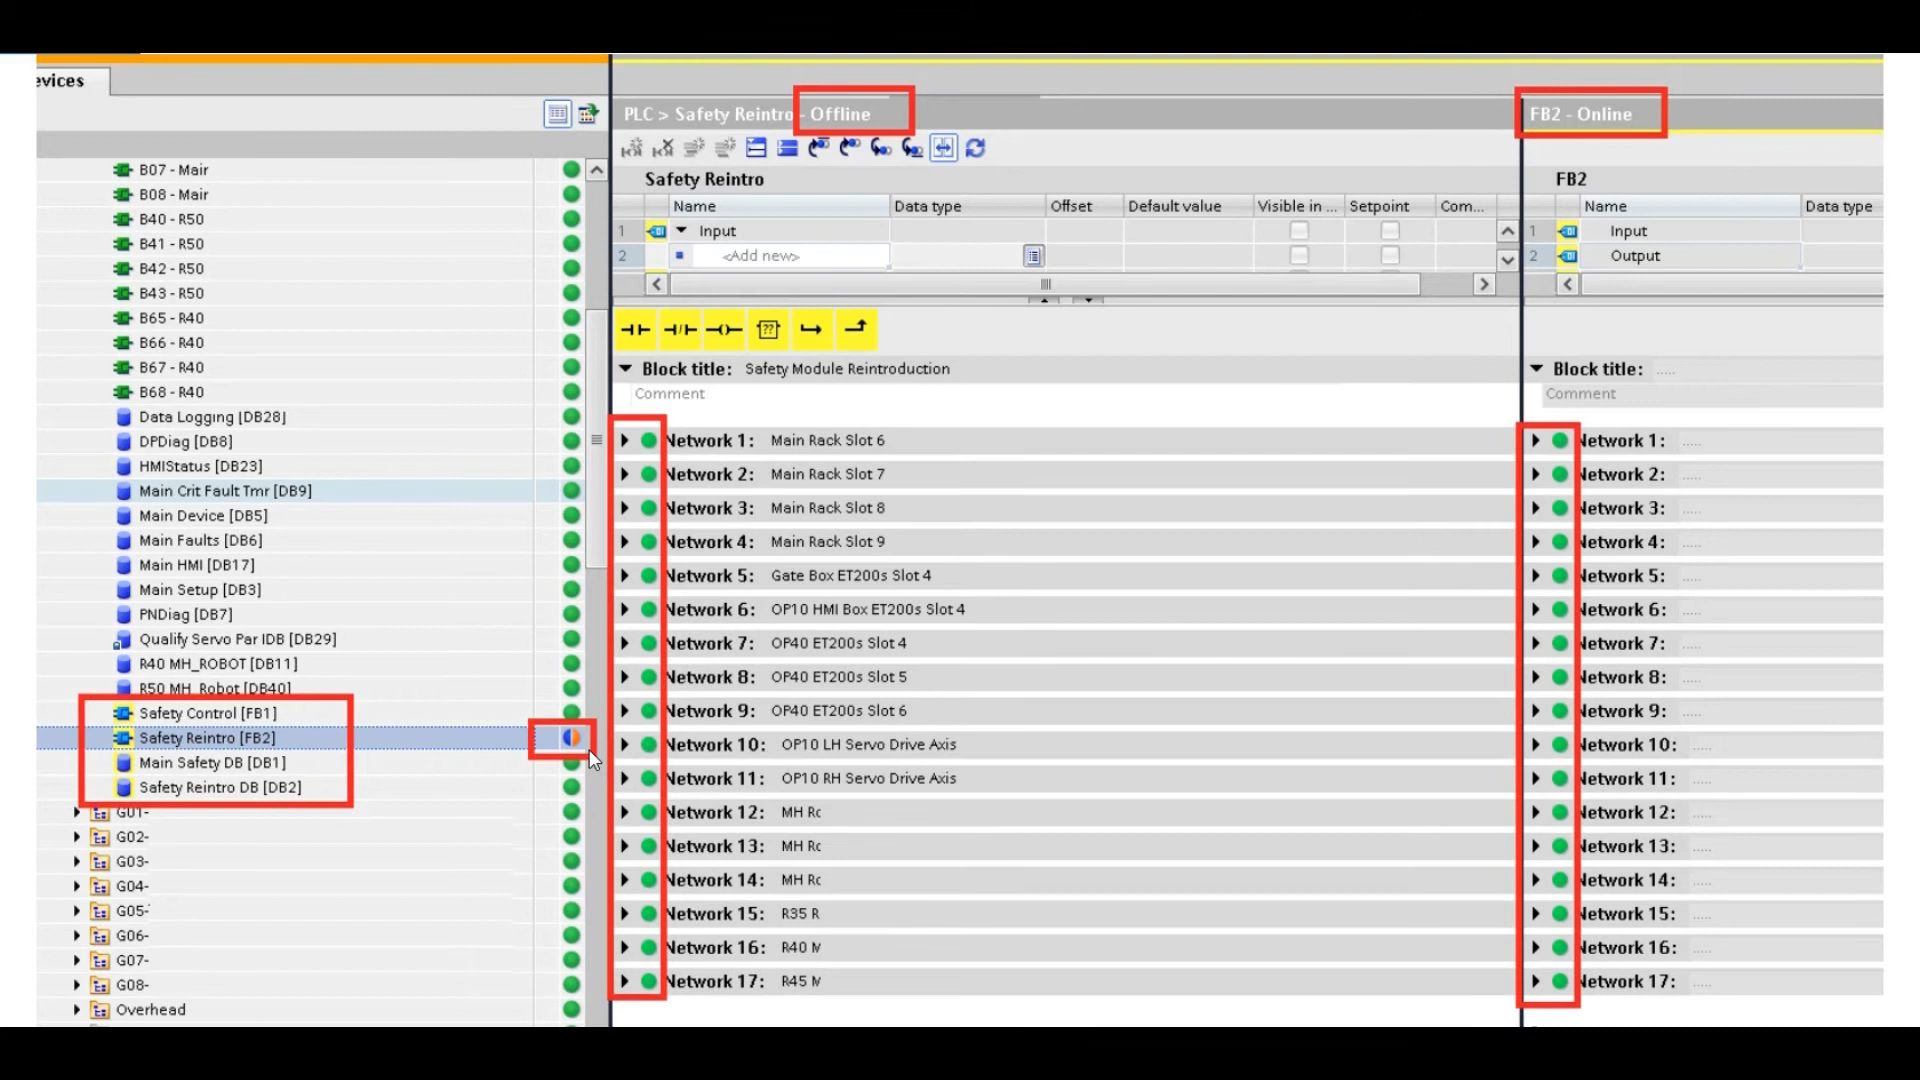 evices
B07 - Mair
B08 - Mair
B40 - R50
B41 - R50
B42 - R50
B43 - R50
B65 - R40
B66 - R40
B67 - R40
B68 - R40
Data Logging [DB28]
DPDiag [DB8]
HMIStatus [DB23]
Main Crit Fault Tmr [DB9]
Main Device [DB5]
Main Faults [DB6]
Main HMI [DB17]
Main Setup [DB3]
PNDiag [DB7]
Qualify Servo Par IDB [DB29]
R40 MH_ROBOT [DB11]
R50 MH_Robot [DB40]
Safety Control [FB1]
Safety Reintro [FB2]
Main Safety DB [DB1]
Safety Reintro DB [DB2]
G01-
G02-
G03-
G04-
G05-
G06-
G07-
G08-
Overhead
PLC > Safety Reintro - Offline
Safety Reintro
Name Data type Offset Default value Visible in ... Setpoint Com...
1 Input
2 <Add new>
??
Block title: Safety Module Reintroduction
Comment
Network 1: Main Rack Slot 6
Network 2: Main Rack Slot 7
Network 3: Main Rack Slot 8
Network 4: Main Rack Slot 9
Network 5: Gate Box ET200s Slot 4
Network 6: OP10 HMI Box ET200s Slot 4
Network 7: OP40 ET200s Slot 4
Network 8: OP40 ET200s Slot 5
Network 9: OP40 ET200s Slot 6
Network 10: OP10 LH Servo Drive Axis
Network 11: OP10 RH Servo Drive Axis
Network 12: MH Rc
Network 13: MH Rc
Network 14: MH Rc
Network 15: R35 R
Network 16: R40 M
Network 17: R45 M
FB2 - Online
FB2
Name Data type
1 Input
2 Output
Block title: .....
Comment
Network 1: .....
Network 2: .....
Network 3: .....
Network 4: .....
Network 5: .....
Network 6: .....
Network 7: .....
Network 8: .....
Network 9: .....
Network 10: .....
Network 11: .....
Network 12: .....
Network 13: .....
Network 14: .....
Network 15: .....
Network 16: .....
Network 17: .....